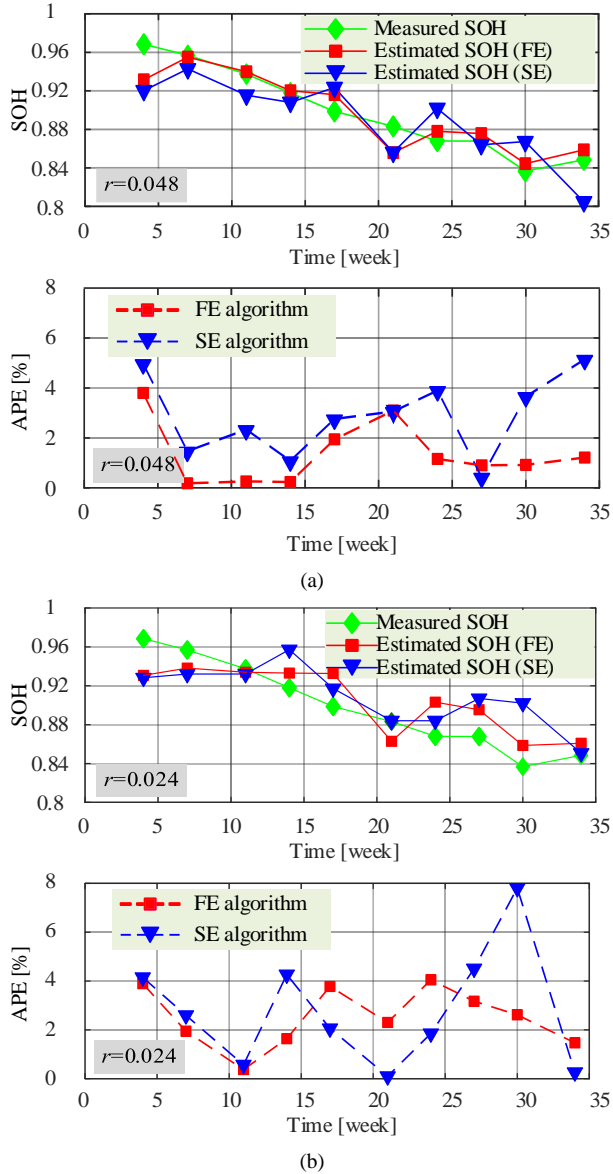 1
0.96
0.92
0.88
0.84
0.8
SOH
Measured SOH
Estimated SOH (FE)
Estimated SOH (SE)
r=0.048
0 5 10 15 20 25 30 35
Time [week]
8
6
4
2
0
APE [%]
FE algorithm
SE algorithm
r=0.048
0 5 10 15 20 25 30 35
Time [week]
(a)
1
0.96
0.92
0.88
0.84
0.8
SOH
Measured SOH
Estimated SOH (FE)
Estimated SOH (SE)
r=0.024
0 5 10 15 20 25 30 35
Time [week]
8
6
4
2
0
APE [%]
FE algorithm
SE algorithm
r=0.024
0 5 10 15 20 25 30 35
Time [week]
(b)